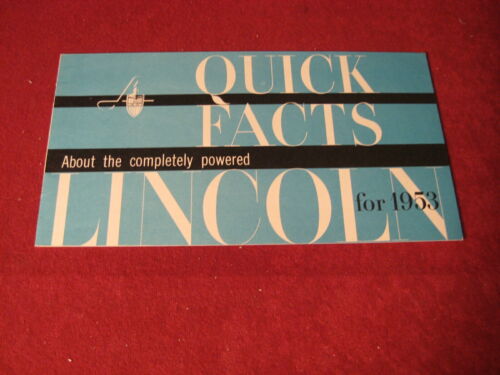 QUICK
FACTS
About the completely powered
LINCOLN
for 1953